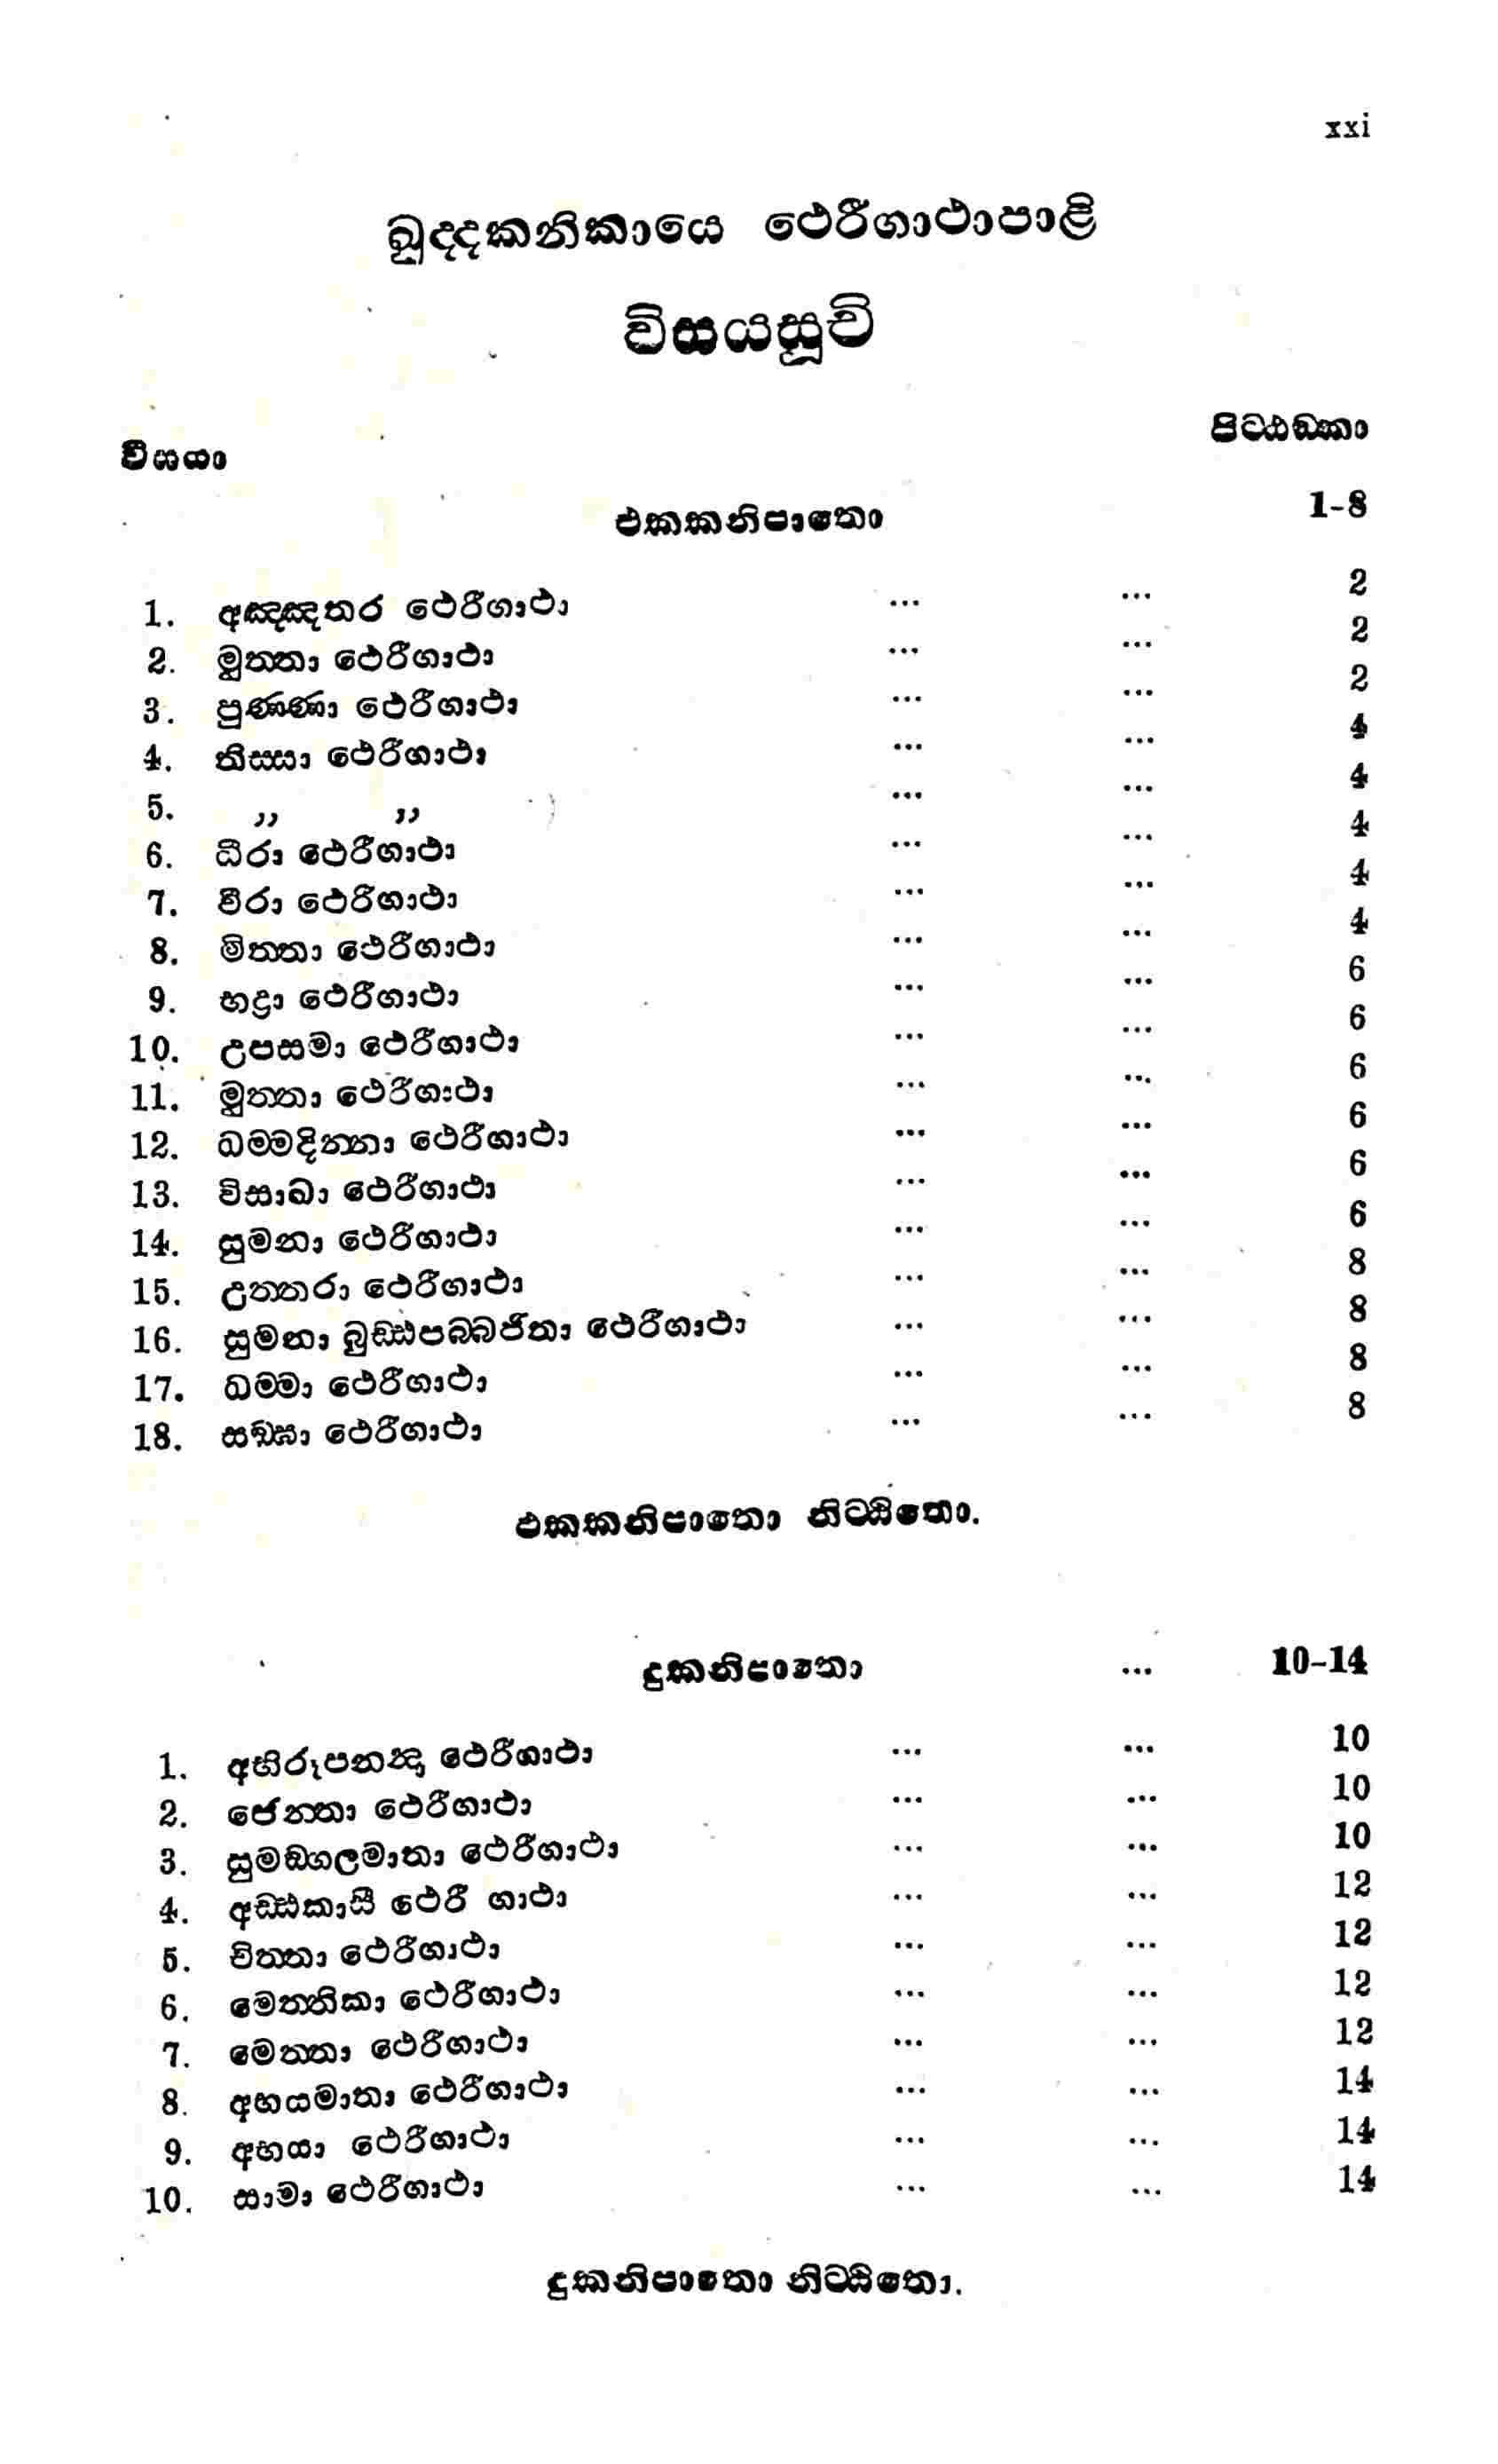 xxi
ඛුද්දකනිකායෙ ථෙරීගාථාපාළි
විසයසූචි
විසයා පිට්ඨඞ්කා
එකකනිපාතො 1-8
1. අඤ්ඤතර ථෙරීගාථා ... ... 2
2. මුත්තා ථෙරීගාථා ... ... 2
3. පුණ්ණා ථෙරීගාථා ... ... 2
4. තිස්සා ථෙරීගාථා ... ... 4
5. ,, ,, ... ... 4
6. ධීරා ථෙරීගාථා ... ... 4
7. වීරා ථෙරීගාථා ... ... 4
8. මිත්තා ථෙරීගාථා ... ... 4
9. භද්‍රා ථෙරීගාථා ... ... 6
10. උපසමා ථෙරීගාථා ... ... 6
11. මුත්තා ථෙරීගාථා ... ... 6
12. ධම්මදින්නා ථෙරීගාථා ... ... 6
13. විසාඛා ථෙරීගාථා ... ... 6
14. සුමනා ථෙරීගාථා ... ... 6
15. උත්තරා ථෙරීගාථා ... ... 8
16. සුමනා බුඩ්ඪපබ්බජිතා ථෙරීගාථා ... ... 8
17. ධම්මා ථෙරීගාථා ... ... 8
18. සඞ්ඝා ථෙරීගාථා ... ... 8
එකකනිපාතො නිට්ඨිතො.
දුකනිපාතො ... 10-14
1. අභිරූපනන්‍දා ථෙරීගාථා ... ... 10
2. ජෙන්තා ථෙරීගාථා ... ... 10
3. සුමඞ්ගලමාතා ථෙරීගාථා ... ... 10
4. අඩ්ඪකාසී ථෙරී ගාථා ... ... 12
5. චිත්තා ථෙරීගාථා ... ... 12
6. මෙත්තිකා ථෙරීගාථා ... ... 12
7. මෙත්තා ථෙරීගාථා ... ... 12
8. අභයමාතා ථෙරීගාථා ... ... 14
9. අභයා ථෙරීගාථා ... ... 14
10. සාමා ථෙරීගාථා ... ... 14
දුකනිපාතො නිට්ඨිතො.